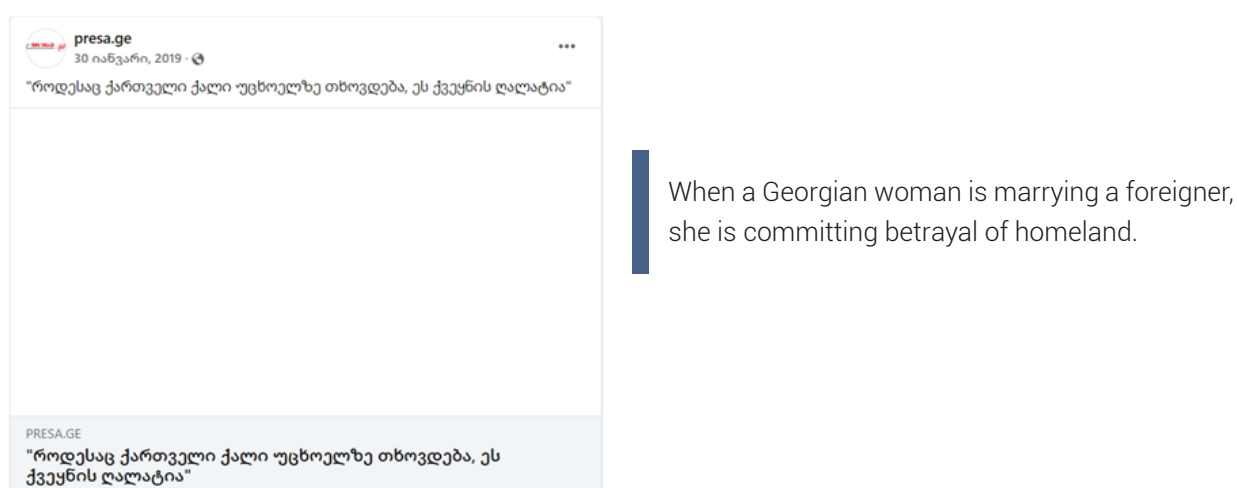 presa.ge
30 იანვარი, 2019
"როდესაც ქართველი ქალი უცხოელზე თხოვდება, ეს ქვეყნის ღალატია"
When a Georgian woman is marrying a foreigner,
she is committing betrayal of homeland.
PRESA.GE
"როდესაც ქართველი ქალი უცხოელზე თხოვდება, ეს
ქვეყნის ღალატია"